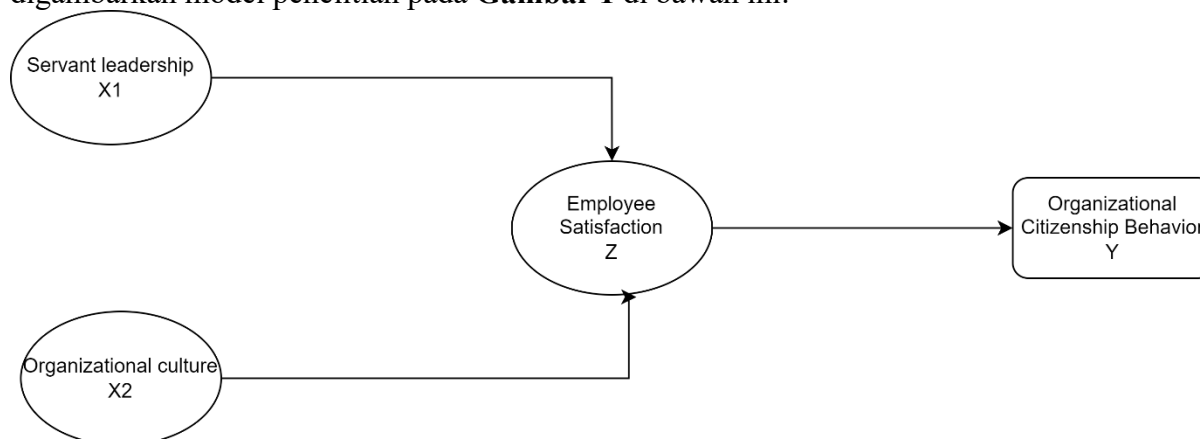 digambarkan model penelitian pada Gambar 1 di bawah ini:
Servant leadership
X1
Employee
Satisfaction
Z
Organizational
Citizenship Behavior
Y
Organizational culture
X2